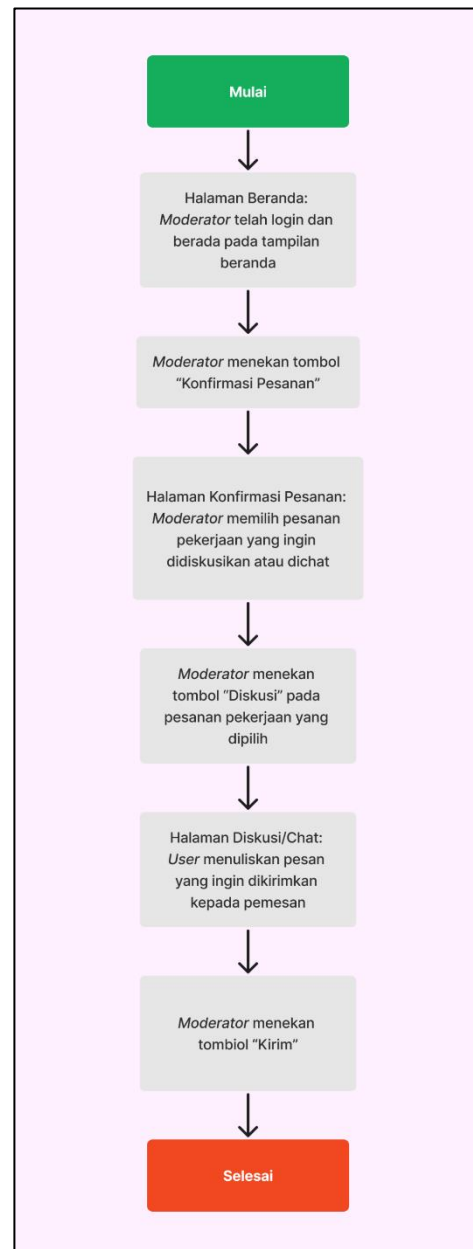 Mulai
Halaman Beranda:
Moderator telah login dan
berada pada tampilan
beranda
Moderator menekan tombol
“Konfirmasi Pesanan”
Halaman Konfirmasi Pesanan:
Moderator memilih pesanan
pekerjaan yang ingin
didiskusikan atau dichat
Moderator menekan
tombol “Diskusi” pada
pesanan pekerjaan yang
dipilih
Halaman Diskusi/Chat:
User menuliskan pesan
yang ingin dikirimkan
kepada pemesan
Moderator menekan
tombiol “Kirim”
Selesai